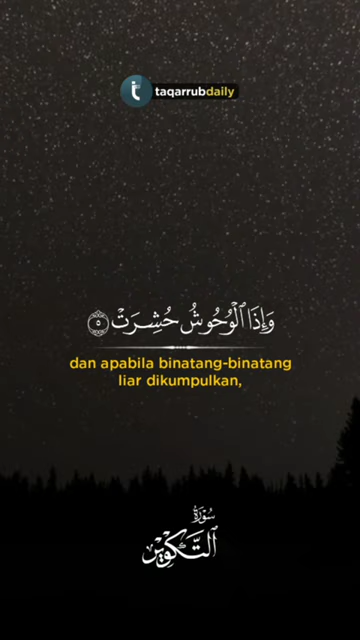 taqarrubdaily
وَإِذَا ٱلْوُحُوشُ حُشِرَتْ ۝٥
dan apabila binatang-binatang
liar dikumpulkan,
سُورَةُ
التَّكْوِيرِ